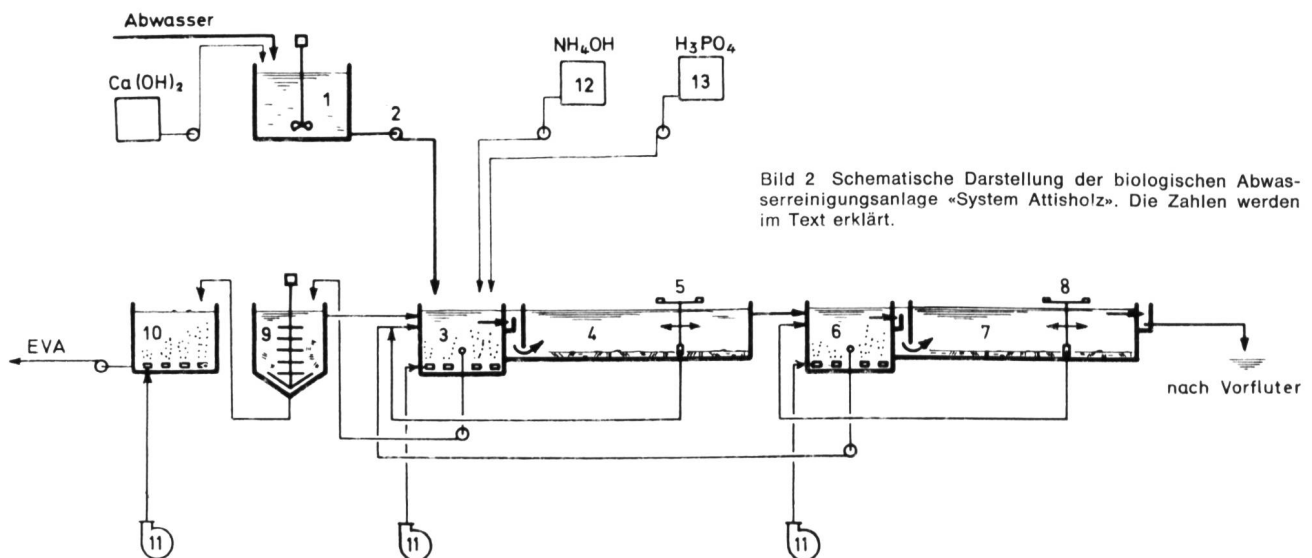 Abwasser
Ca(OH)₂
1
2
NH₄OH
12
H₃PO₄
13
Bild 2 Schematische Darstellung der biologischen Abwas-
serreinigungsanlage «System Attisholz». Die Zahlen werden
im Text erklärt.
10
9
3
4
5
6
7
8
EVA
nach Vorfluter
11
11
11